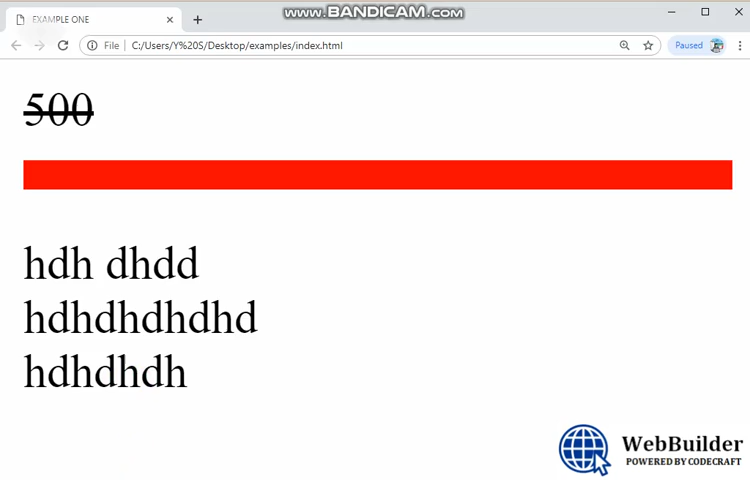 www.BANDICAM.com
EXAMPLE ONE
File
C:/Users/Y%20S/Desktop/examples/index.html
Paused
500
hdh dhdd
hdhdhdhdhd
hdhdhdh
WebBuilder
POWERED BY CODECRAFT